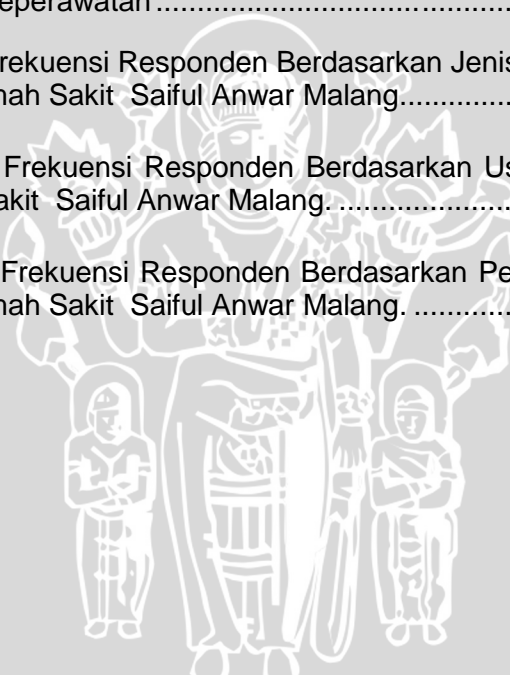 eperawatan....................................
rekuensi Responden Berdasarkan Jenis
nah Sakit Saiful Anwar Malang................
Frekuensi Responden Berdasarkan Us
akit Saiful Anwar Malang. .....................
Frekuensi Responden Berdasarkan Pe
nah Sakit Saiful Anwar Malang. .............